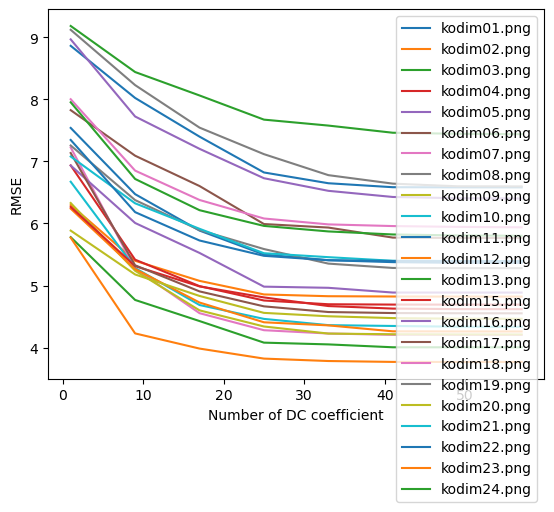 9
8
7
6
5
4
RMSE
0
10
20
30
40
50
Number of DC coefficient
kodim01.png
kodim02.png
kodim03.png
kodim04.png
kodim05.png
kodim06.png
kodim07.png
kodim08.png
kodim09.png
kodim10.png
kodim11.png
kodim12.png
kodim13.png
kodim15.png
kodim16.png
kodim17.png
kodim18.png
kodim19.png
kodim20.png
kodim21.png
kodim22.png
kodim23.png
kodim24.png